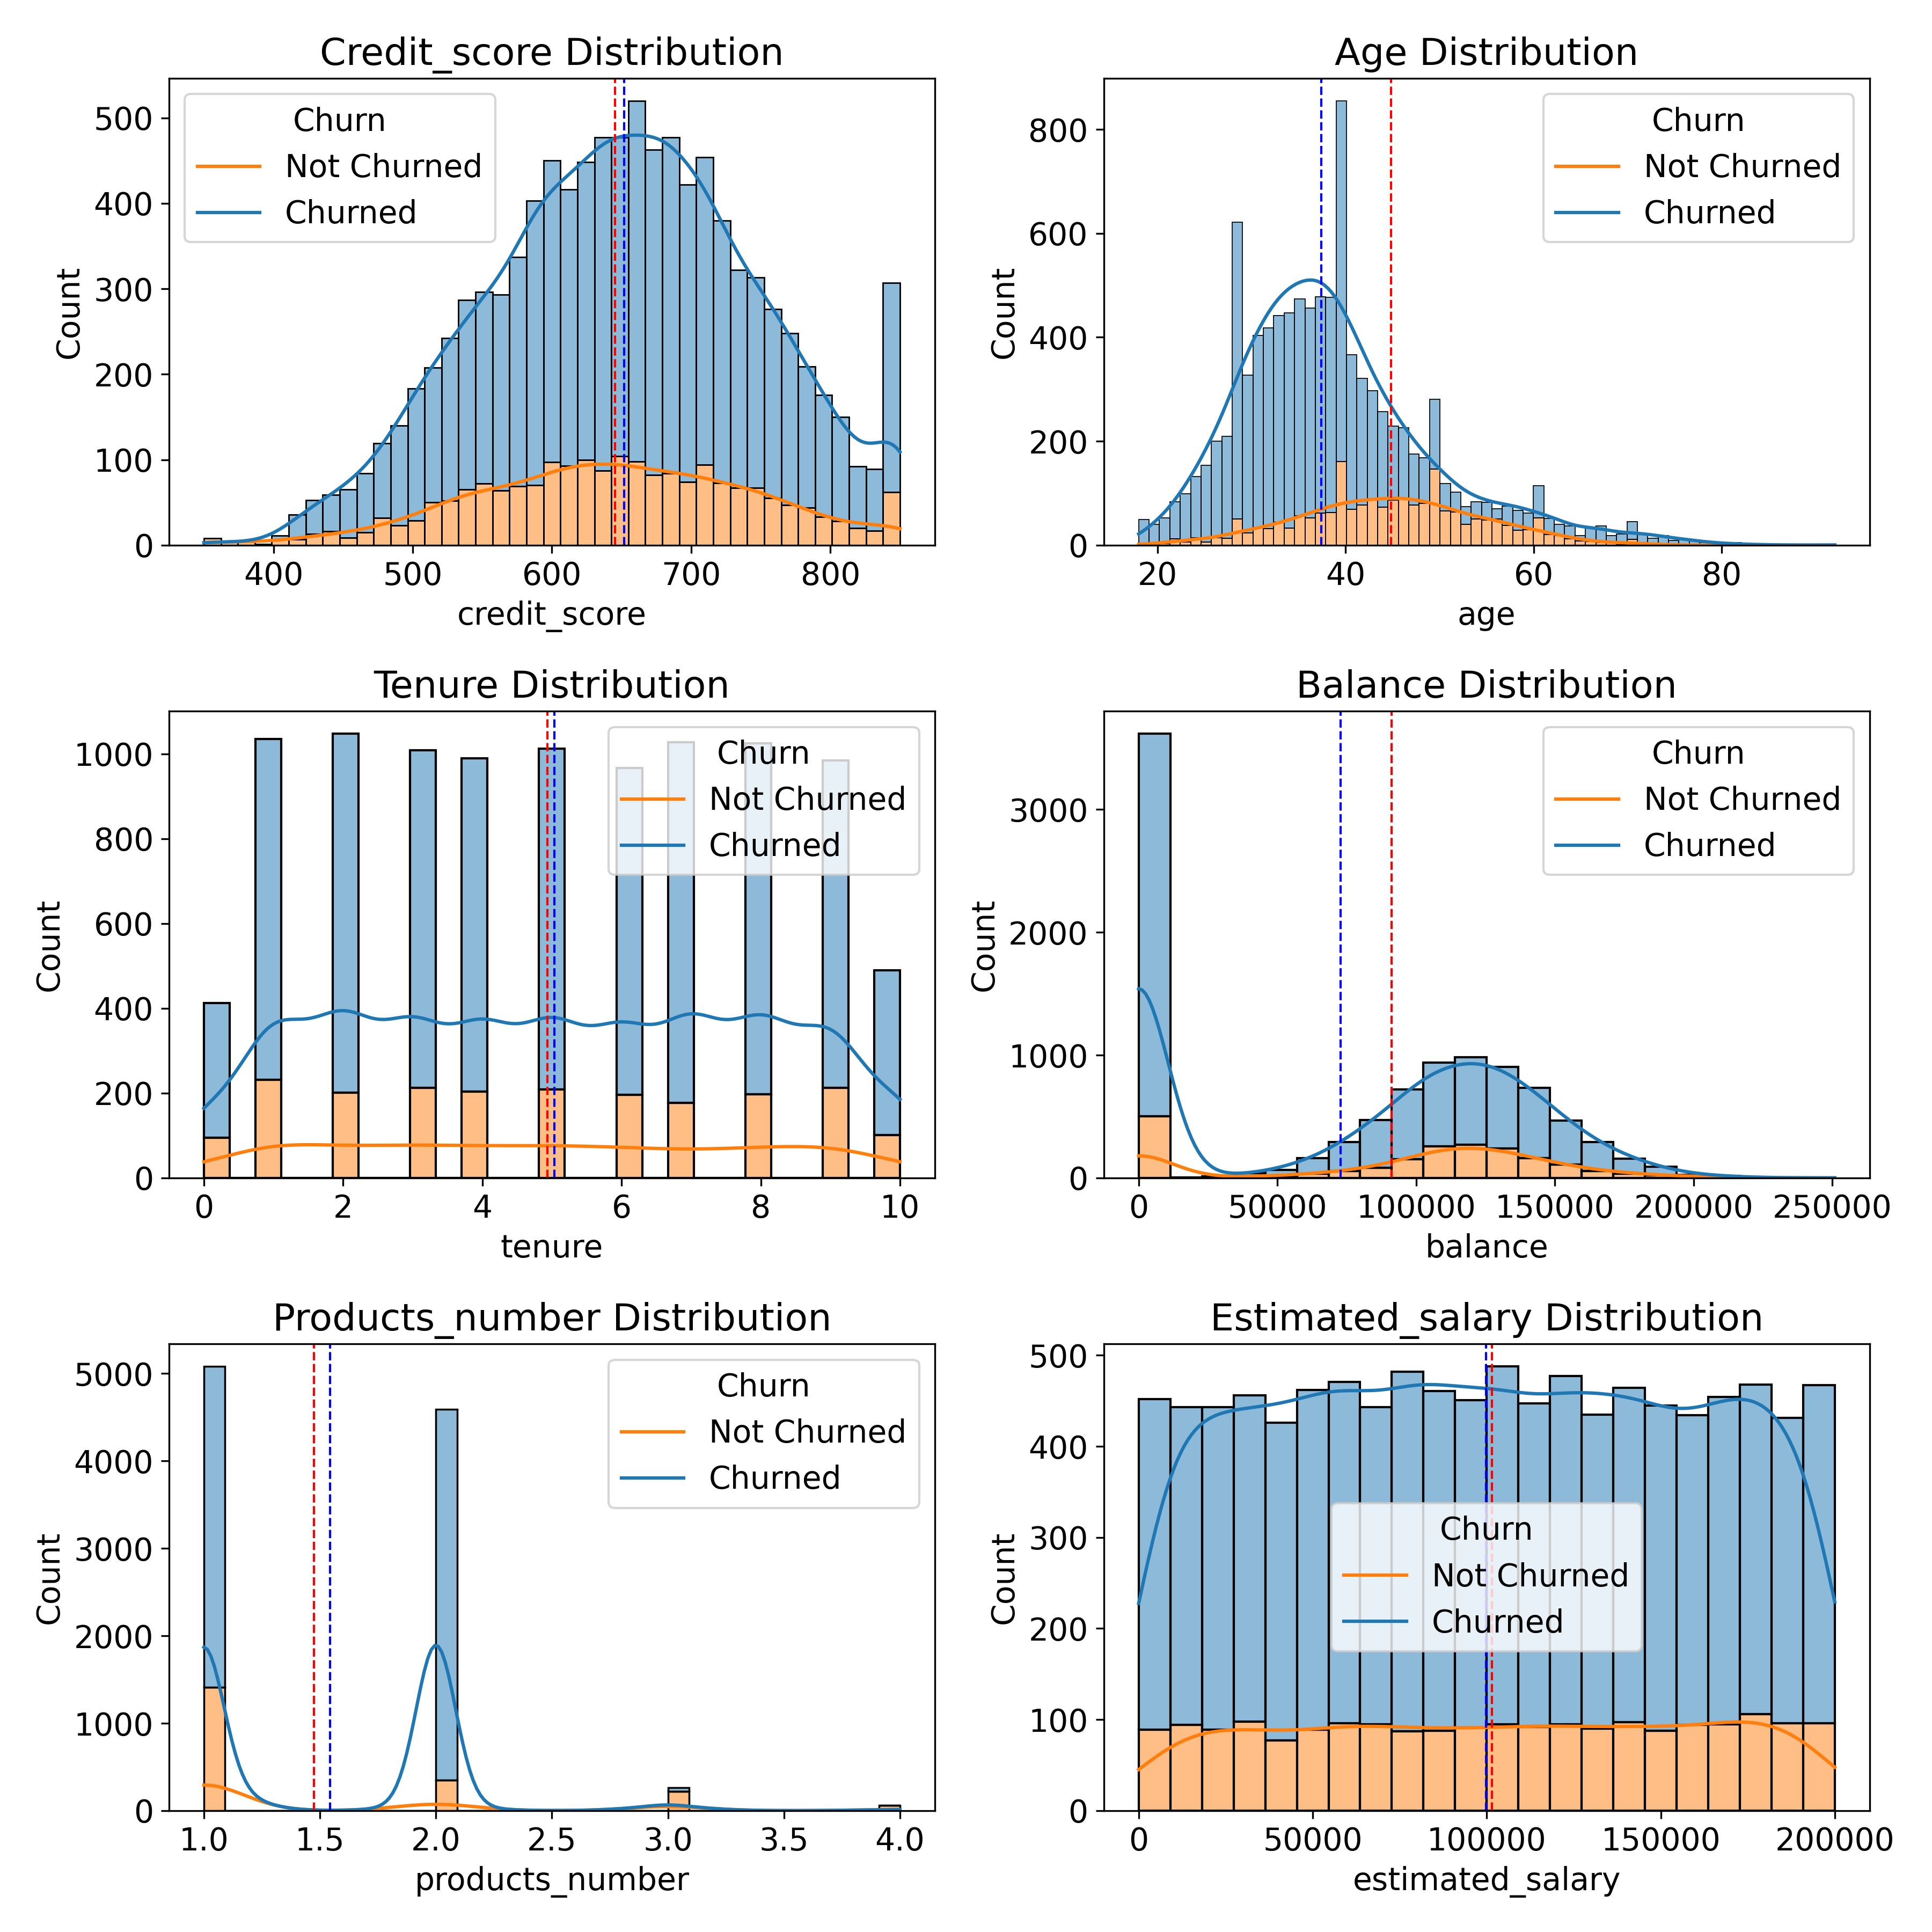 Credit_score Distribution
Churn
Not Churned
Churned
500
400
300
200
100
0
Count
400 500 600 700 800
credit_score
Age Distribution
Churn
Not Churned
Churned
800
600
400
200
0
Count
20 40 60 80
age
Tenure Distribution
Churn
Not Churned
Churned
1000
800
600
400
200
0
Count
0 2 4 6 8 10
tenure
Balance Distribution
Churn
Not Churned
Churned
3000
2000
1000
0
Count
0 50000 100000 150000 200000 250000
balance
Products_number Distribution
Churn
Not Churned
Churned
5000
4000
3000
2000
1000
0
Count
1.0 1.5 2.0 2.5 3.0 3.5 4.0
products_number
Estimated_salary Distribution
Churn
Not Churned
Churned
500
400
300
200
100
0
Count
0 50000 100000 150000 200000
estimated_salary